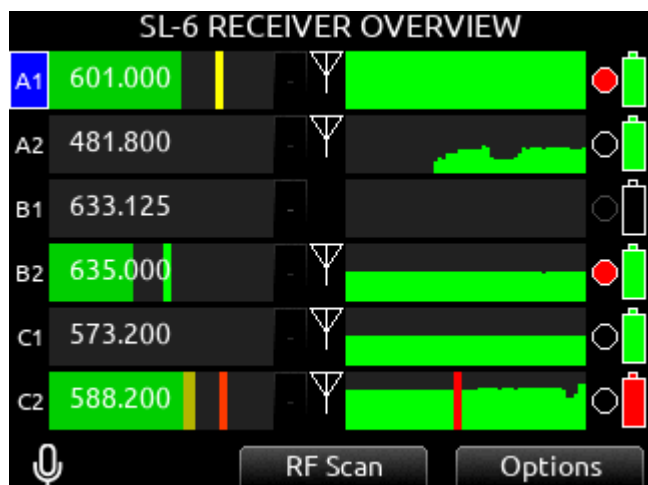 SL-6 RECEIVER OVERVIEW
A1 601.000 -
A2 481.800 -
B1 633.125 -
B2 635.000 -
C1 573.200 -
C2 588.200 -
RF Scan Options